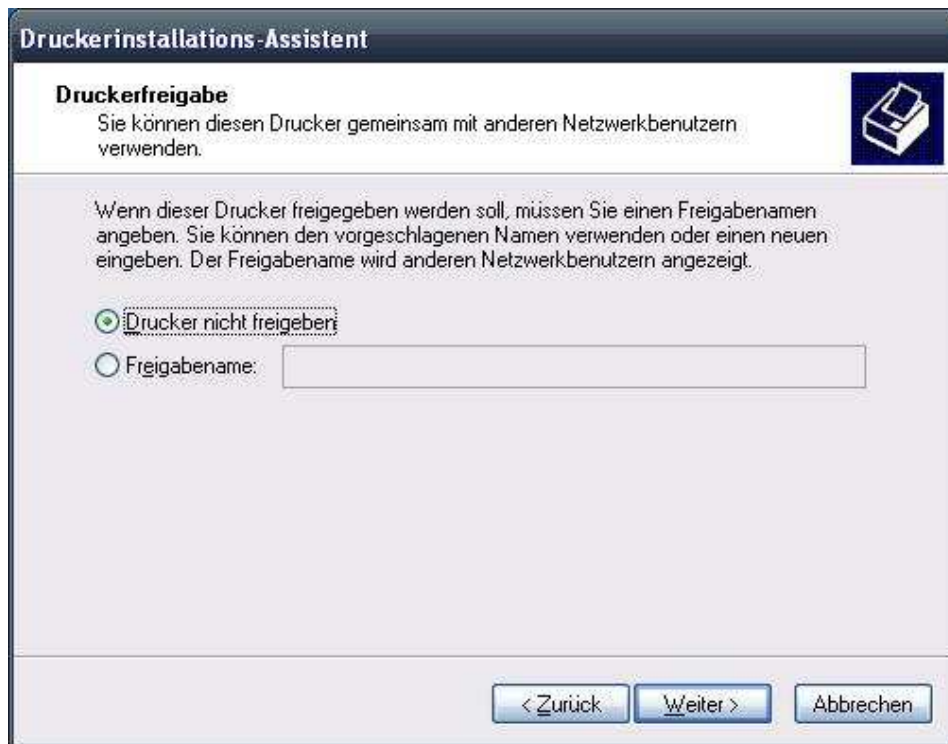 Druckerinstallations-Assistent
Druckerfreigabe
Sie können diesen Drucker gemeinsam mit anderen Netzwerkbenutzern
verwenden.
Wenn dieser Drucker freigegeben werden soll, müssen Sie einen Freigabenamen
angeben. Sie können den vorgeschlagenen Namen verwenden oder einen neuen
eingeben. Der Freigabename wird anderen Netzwerkbenutzern angezeigt.
Drucker nicht freigeben
Freigabename:
< Zurück Weiter > Abbrechen